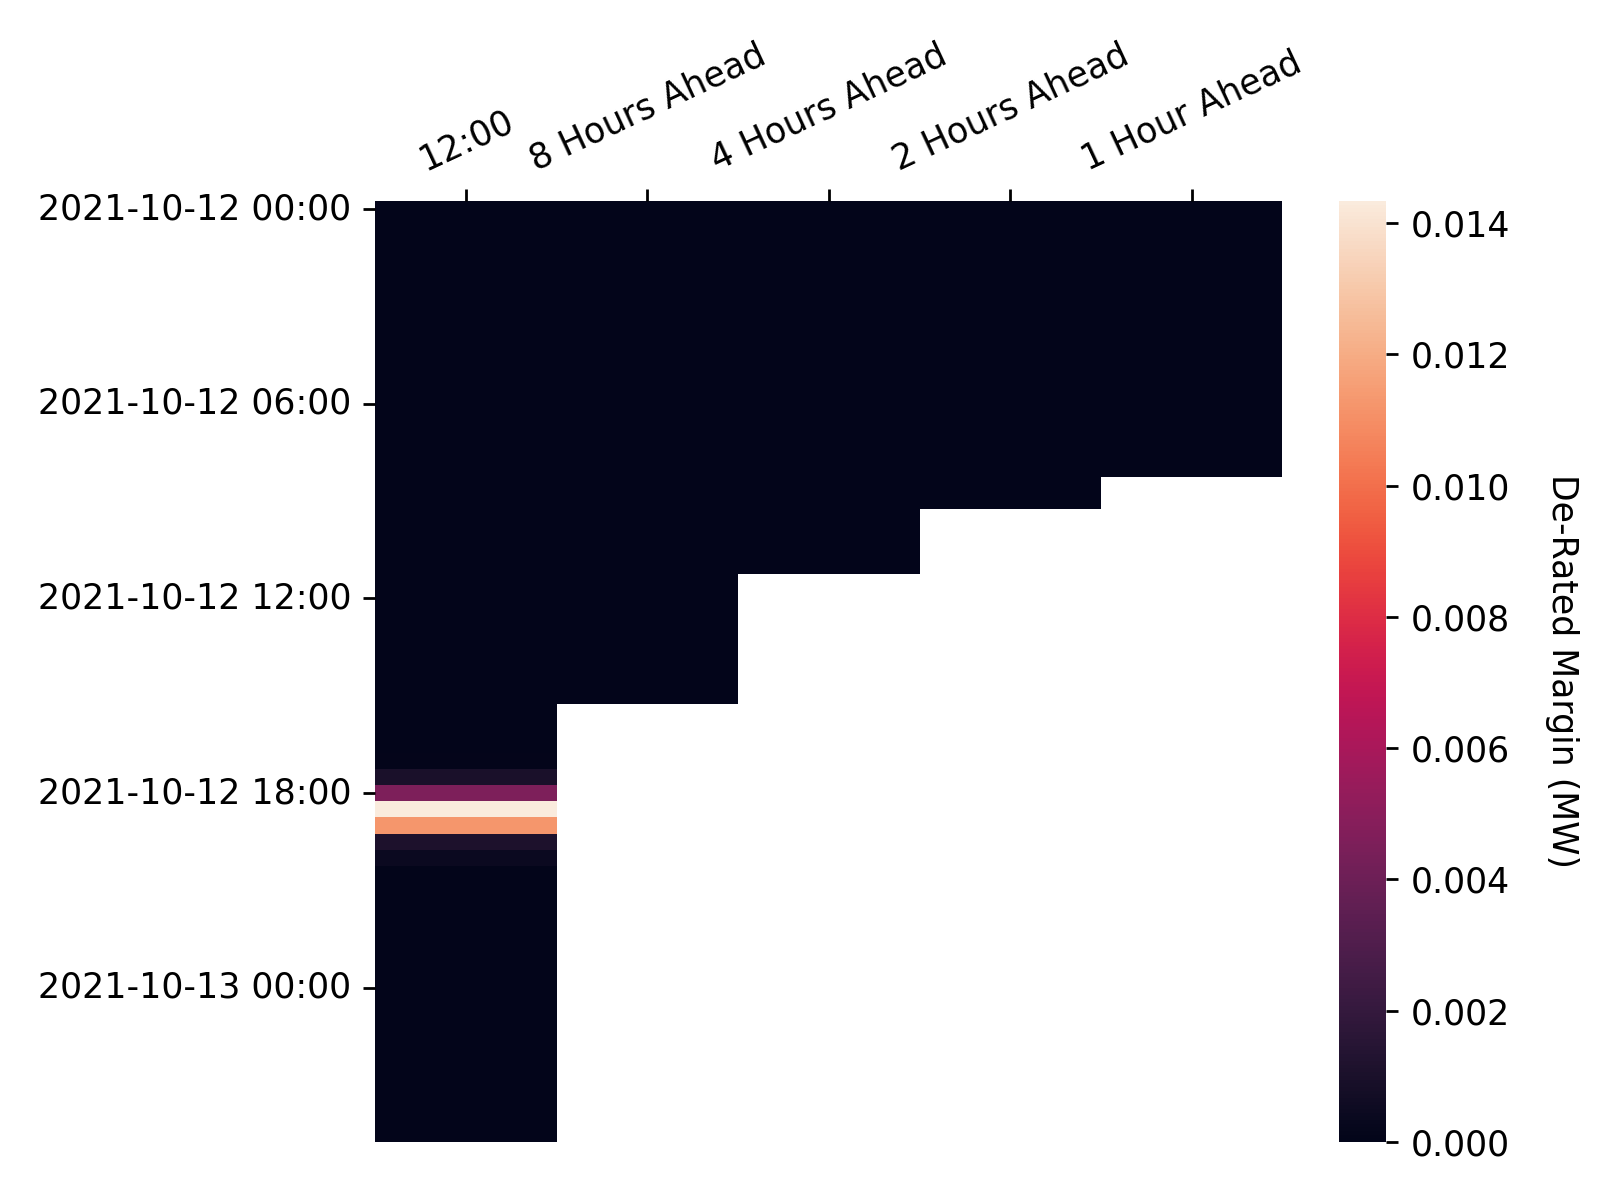 12:00
8 Hours Ahead
4 Hours Ahead
2 Hours Ahead
1 Hour Ahead
2021-10-12 00:00
2021-10-12 06:00
2021-10-12 12:00
2021-10-12 18:00
2021-10-13 00:00
0.014
0.012
0.010
0.008
0.006
0.004
0.002
0.000
De-Rated Margin (MW)